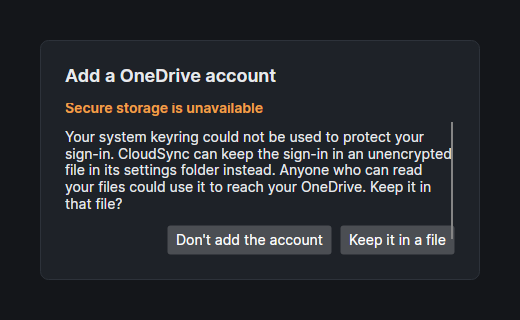 Add a OneDrive account
Secure storage is unavailable
Your system keyring could not be used to protect your
sign-in. CloudSync can keep the sign-in in an unencrypted
file in its settings folder instead. Anyone who can read
your files could use it to reach your OneDrive. Keep it in
that file?
Don't add the account
Keep it in a file